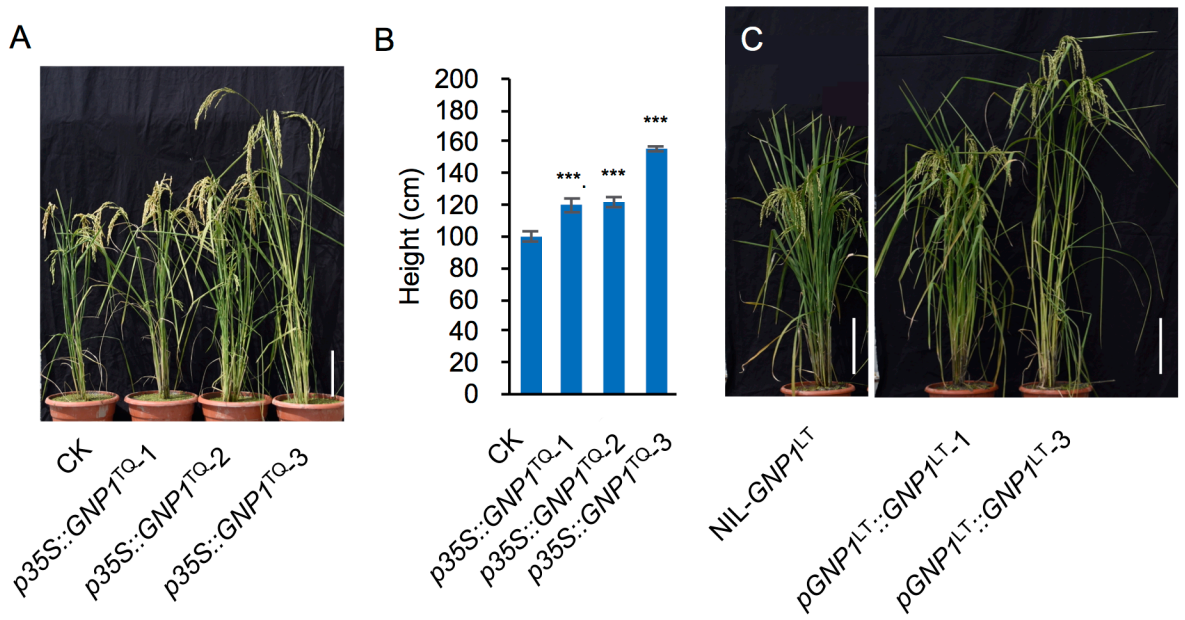 A
B
C
200
180
160
140
120
100
80
60
40
20
0
Height (cm)
***
***
***
CK
p35S::GNP1TQ-1
p35S::GNP1TQ-2
p35S::GNP1TQ-3
CK
p35S::GNP1TQ-1
p35S::GNP1TQ-2
p35S::GNP1TQ-3
NIL-GNP1LT
pGNP1LT::GNP1LT-1
pGNP1LT::GNP1LT-3